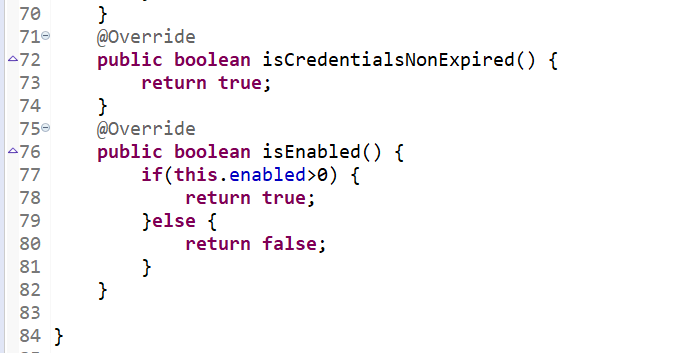 70 }
71 @Override
72 public boolean isCredentialsNonExpired() {
73 return true;
74 }
75 @Override
76 public boolean isEnabled() {
77 if(this.enabled>0) {
78 return true;
79 }else {
80 return false;
81 }
82 }
83
84 }